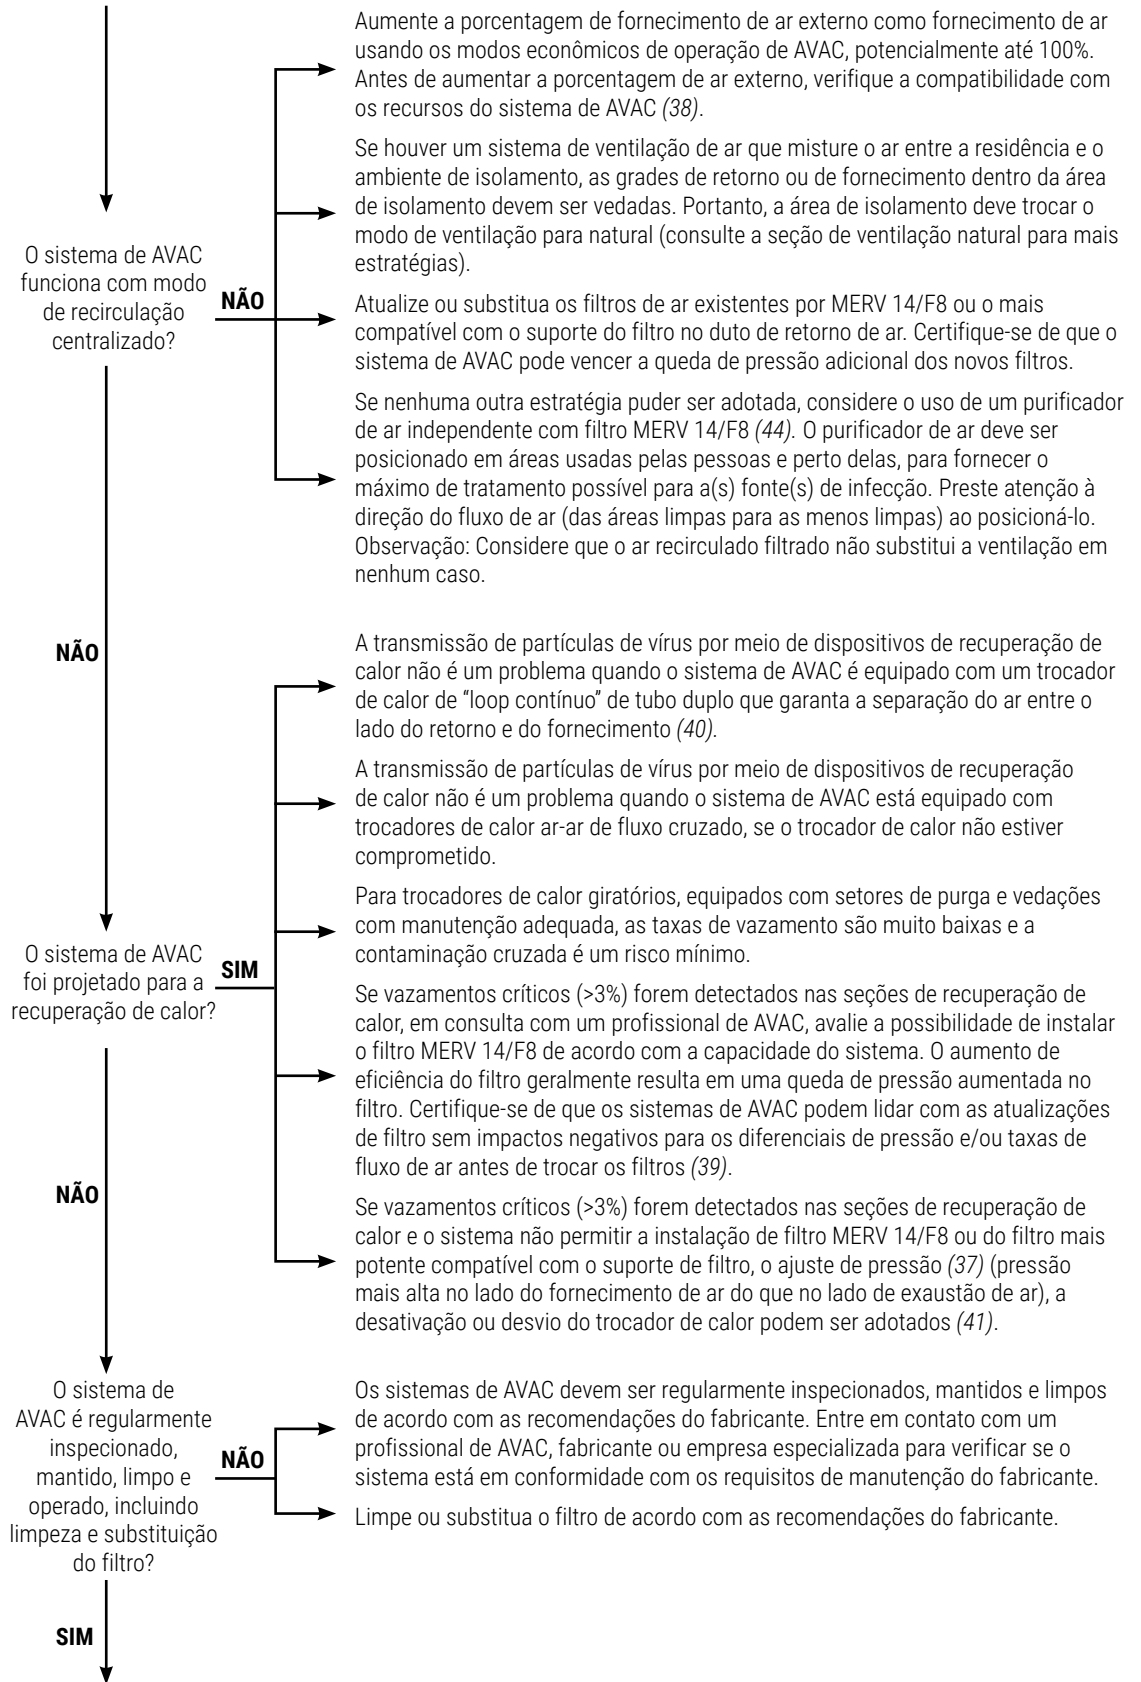 Aumente a porcentagem de fornecimento de ar externo como fornecimento de ar
usando os modos econômicos de operação de AVAC, potencialmente até 100%.
Antes de aumentar a porcentagem de ar externo, verifique a compatibilidade com
os recursos do sistema de AVAC (38).
Se houver um sistema de ventilação de ar que misture o ar entre a residência e o
ambiente de isolamento, as grades de retorno ou de fornecimento dentro da área
de isolamento devem ser vedadas. Portanto, a área de isolamento deve trocar o
modo de ventilação para natural (consulte a seção de ventilação natural para mais
estratégias).
O sistema de AVAC
funciona com modo
de recirculação
centralizado?
NÃO
Atualize ou substitua os filtros de ar existentes por MERV 14/F8 ou o mais
compatível com o suporte do filtro no duto de retorno de ar. Certifique-se de que o
sistema de AVAC pode vencer a queda de pressão adicional dos novos filtros.
Se nenhuma outra estratégia puder ser adotada, considere o uso de um purificador
de ar independente com filtro MERV 14/F8 (44). O purificador de ar deve ser
posicionado em áreas usadas pelas pessoas e perto delas, para fornecer o
máximo de tratamento possível para a(s) fonte(s) de infecção. Preste atenção à
direção do fluxo de ar (das áreas limpas para as menos limpas) ao posicioná-lo.
Observação: Considere que o ar recirculado filtrado não substitui a ventilação em
nenhum caso.
NÃO
A transmissão de partículas de vírus por meio de dispositivos de recuperação de
calor não é um problema quando o sistema de AVAC é equipado com um trocador
de calor de “loop contínuo” de tubo duplo que garanta a separação do ar entre o
lado do retorno e do fornecimento (40).
A transmissão de partículas de vírus por meio de dispositivos de recuperação
de calor não é um problema quando o sistema de AVAC está equipado com
trocadores de calor ar-ar de fluxo cruzado, se o trocador de calor não estiver
comprometido.
Para trocadores de calor giratórios, equipados com setores de purga e vedações
com manutenção adequada, as taxas de vazamento são muito baixas e a
contaminação cruzada é um risco mínimo.
O sistema de AVAC
foi projetado para a
recuperação de calor?
SIM
Se vazamentos críticos (>3%) forem detectados nas seções de recuperação de
calor, em consulta com um profissional de AVAC, avalie a possibilidade de instalar
o filtro MERV 14/F8 de acordo com a capacidade do sistema. O aumento de
eficiência do filtro geralmente resulta em uma queda de pressão aumentada no
filtro. Certifique-se de que os sistemas de AVAC podem lidar com as atualizações
de filtro sem impactos negativos para os diferenciais de pressão e/ou taxas de
fluxo de ar antes de trocar os filtros (39).
NÃO
Se vazamentos críticos (>3%) forem detectados nas seções de recuperação de
calor e o sistema não permitir a instalação de filtro MERV 14/F8 ou do filtro mais
potente compatível com o suporte de filtro, o ajuste de pressão (37) (pressão
mais alta no lado do fornecimento de ar do que no lado de exaustão de ar), a
desativação ou desvio do trocador de calor podem ser adotados (41).
O sistema de
AVAC é regularmente
inspecionado,
mantido, limpo e
operado, incluindo
limpeza e substituição
do filtro?
NÃO
Os sistemas de AVAC devem ser regularmente inspecionados, mantidos e limpos
de acordo com as recomendações do fabricante. Entre em contato com um
profissional de AVAC, fabricante ou empresa especializada para verificar se o
sistema está em conformidade com os requisitos de manutenção do fabricante.
Limpe ou substitua o filtro de acordo com as recomendações do fabricante.
SIM